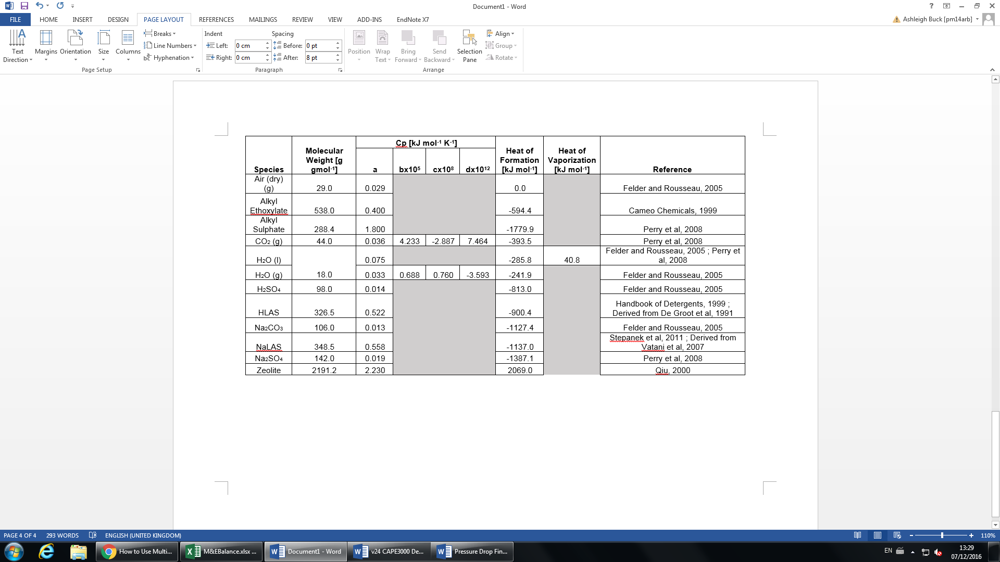 Document1 - Word
FILE HOME INSERT DESIGN PAGE LAYOUT REFERENCES MAILINGS REVIEW VIEW ADD-INS EndNote X7
Ashleigh Buck [pm14arb]
Text Direction
Margins
Orientation
Size
Columns
Breaks
Line Numbers
Hyphenation
Page Setup
Indent
Left: 0 cm
Right: 0 cm
Spacing
Before: 0 pt
After: 8 pt
Paragraph
Position
Wrap Text
Bring Forward
Send Backward
Selection Pane
Align
Group
Rotate
Arrange
Cp [kJ mol⁻¹ K⁻¹]
Species
Molecular Weight [g gmol⁻¹]
a bx10⁵ cx10⁸ dx10¹²
Heat of Formation [kJ mol⁻¹]
Heat of Vaporization [kJ mol⁻¹]
Reference
Air (dry) (g) 29.0 0.029 0.0 Felder and Rousseau, 2005
Alkyl Ethoxylate 538.0 0.400 -594.4 Cameo Chemicals, 1999
Alkyl Sulphate 288.4 1.800 -1779.9 Perry et al, 2008
CO₂ (g) 44.0 0.036 4.233 -2.887 7.464 -393.5 Perry et al, 2008
H₂O (l) 0.075 -285.8 40.8 Felder and Rousseau, 2005 ; Perry et al, 2008
H₂O (g) 18.0 0.033 0.688 0.760 -3.593 -241.9 Felder and Rousseau, 2005
H₂SO₄ 98.0 0.014 -813.0 Felder and Rousseau, 2005
HLAS 326.5 0.522 -900.4 Handbook of Detergents, 1999 ; Derived from De Groot et al, 1991
Na₂CO₃ 106.0 0.013 -1127.4 Felder and Rousseau, 2005
NaLAS 348.5 0.558 -1137.0 Stepanek et al, 2011 ; Derived from Vatani et al, 2007
Na₂SO₄ 142.0 0.019 -1387.1 Perry et al, 2008
Zeolite 2191.2 2.230 2069.0 Qiu, 2000
PAGE 4 OF 4 293 WORDS ENGLISH (UNITED KINGDOM) 110%
How to Use Multi...
M&EBalance.xlsx ...
Document1 - Word
v24 CAPE3000 De...
Pressure Drop Fin...
EN
13:29
07/12/2016